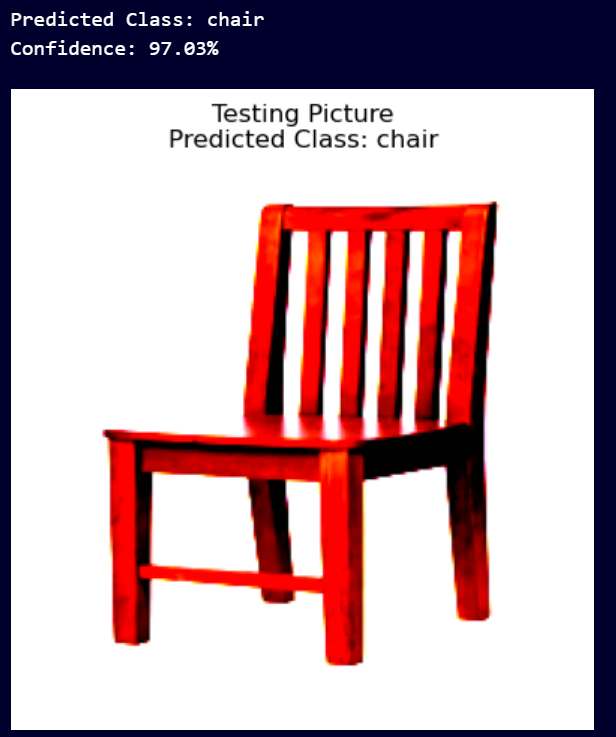 Predicted Class: chair
Confidence: 97.03%
Testing Picture
Predicted Class: chair